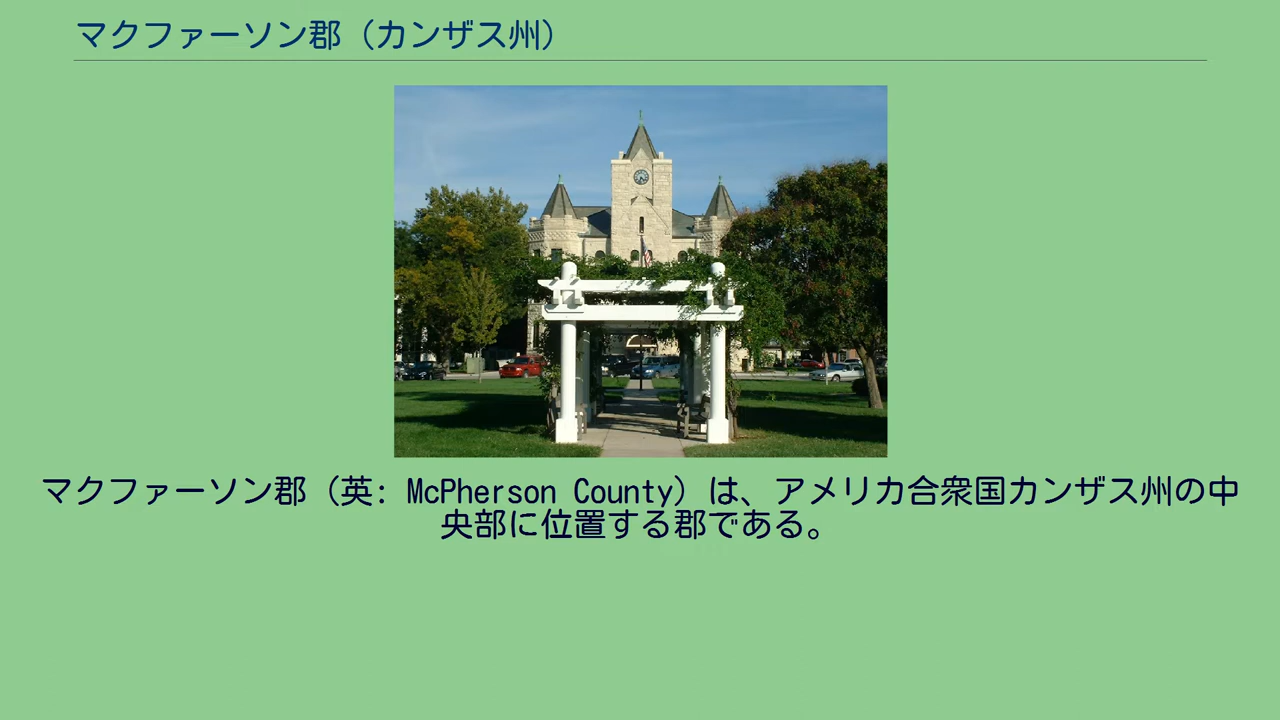 マクファーソン郡（カンザス州）
マクファーソン郡（英: McPherson County）は、アメリカ合衆国カンザス州の中
央部に位置する郡である。